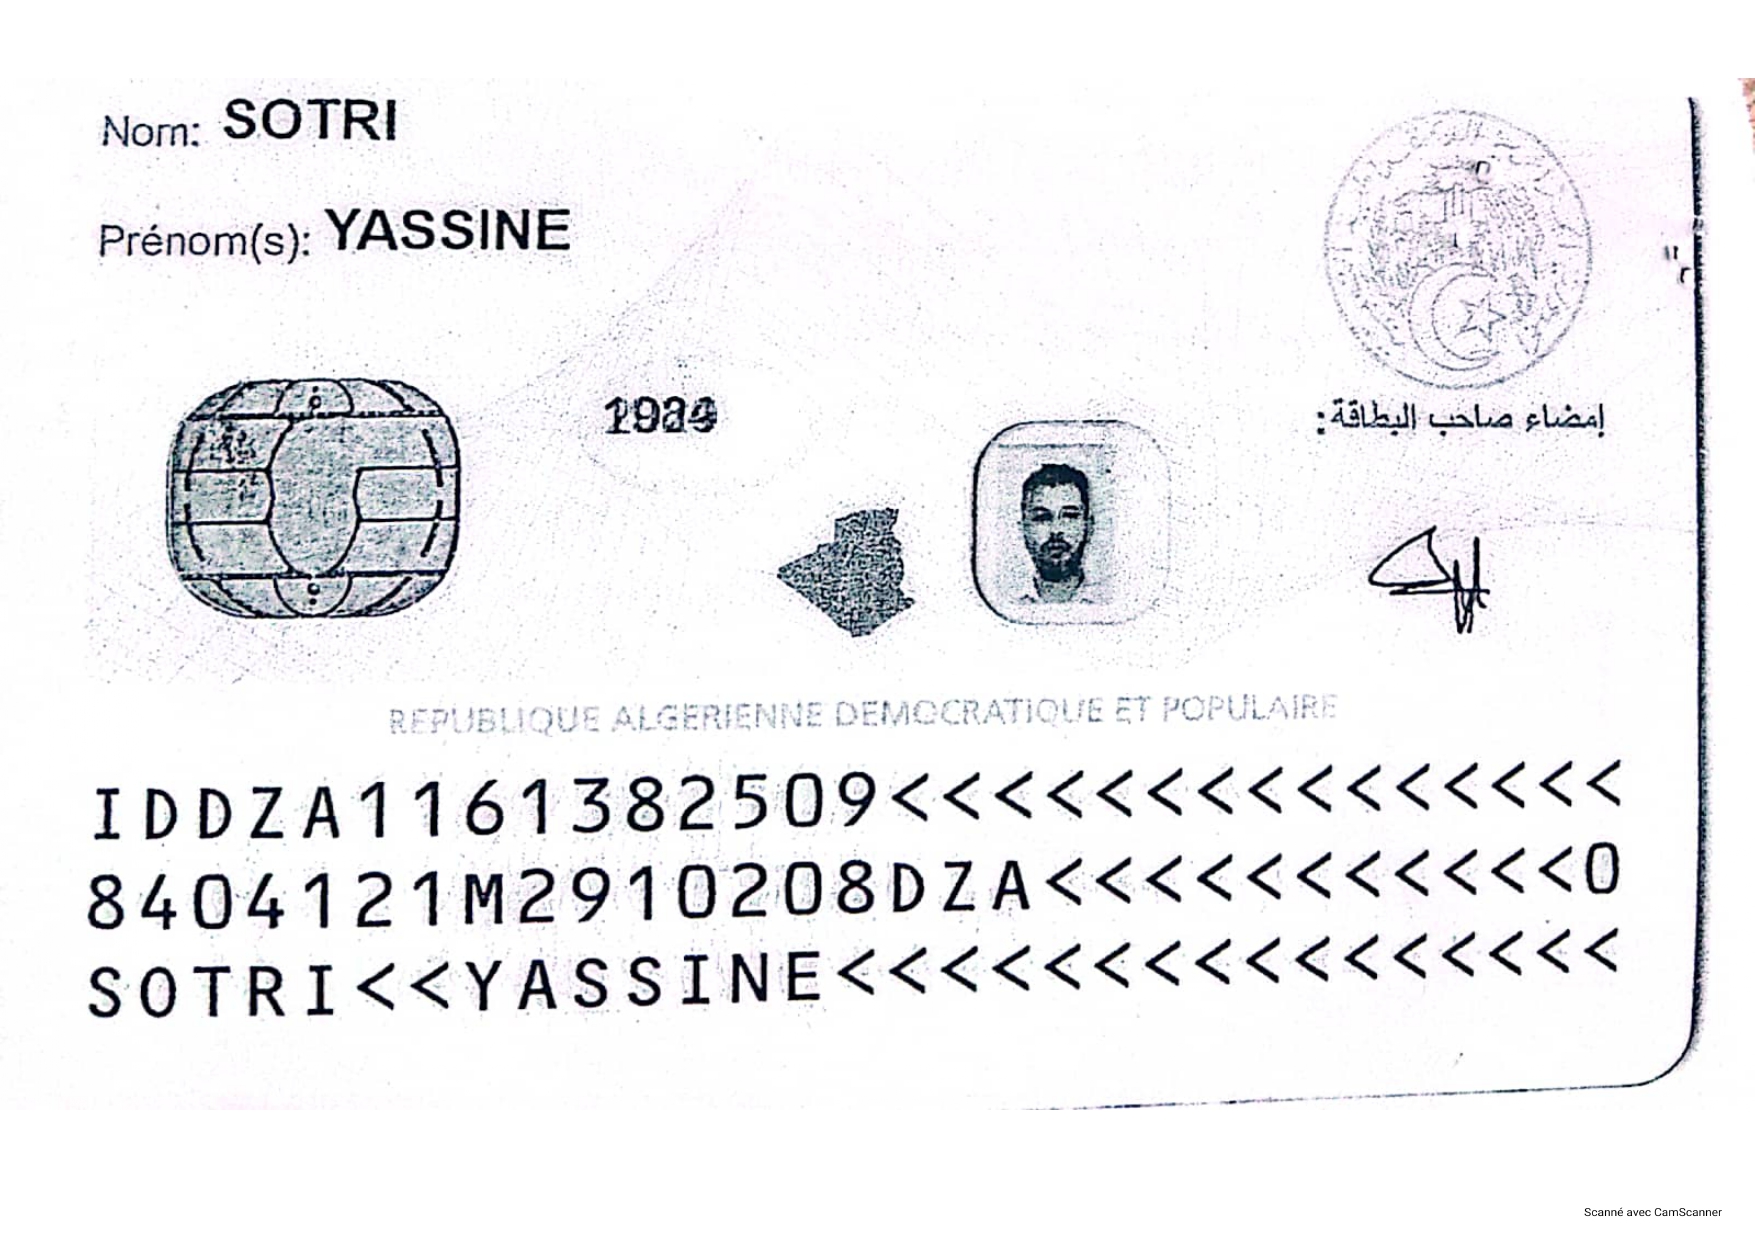 Nom: SOTRI
Prénom(s): YASSINE
إمضاء صاحب البطاقة:
REPUBLIQUE ALGERIENNE DEMOCRATIQUE ET POPULAIRE
IDDZA1161382509<<<<<<<<<<<<<<<
8404121M2910208DZA<<<<<<<<<<<0
SOTRI<<YASSINE<<<<<<<<<<<<<<<<
Scanné avec CamScanner